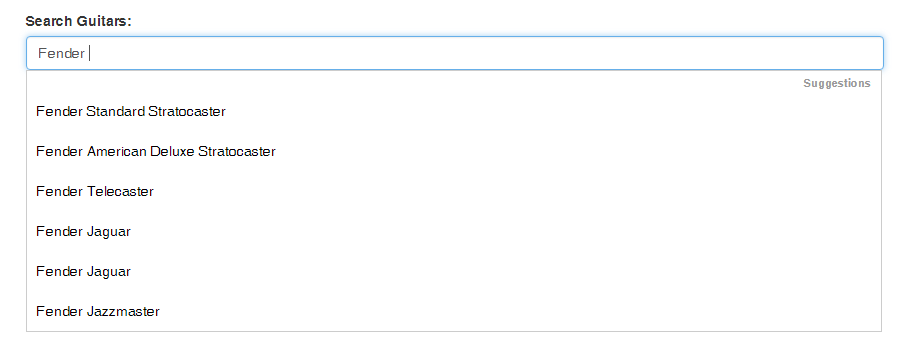 Search Guitars:
Fender
Suggestions
Fender Standard Stratocaster
Fender American Deluxe Stratocaster
Fender Telecaster
Fender Jaguar
Fender Jaguar
Fender Jazzmaster